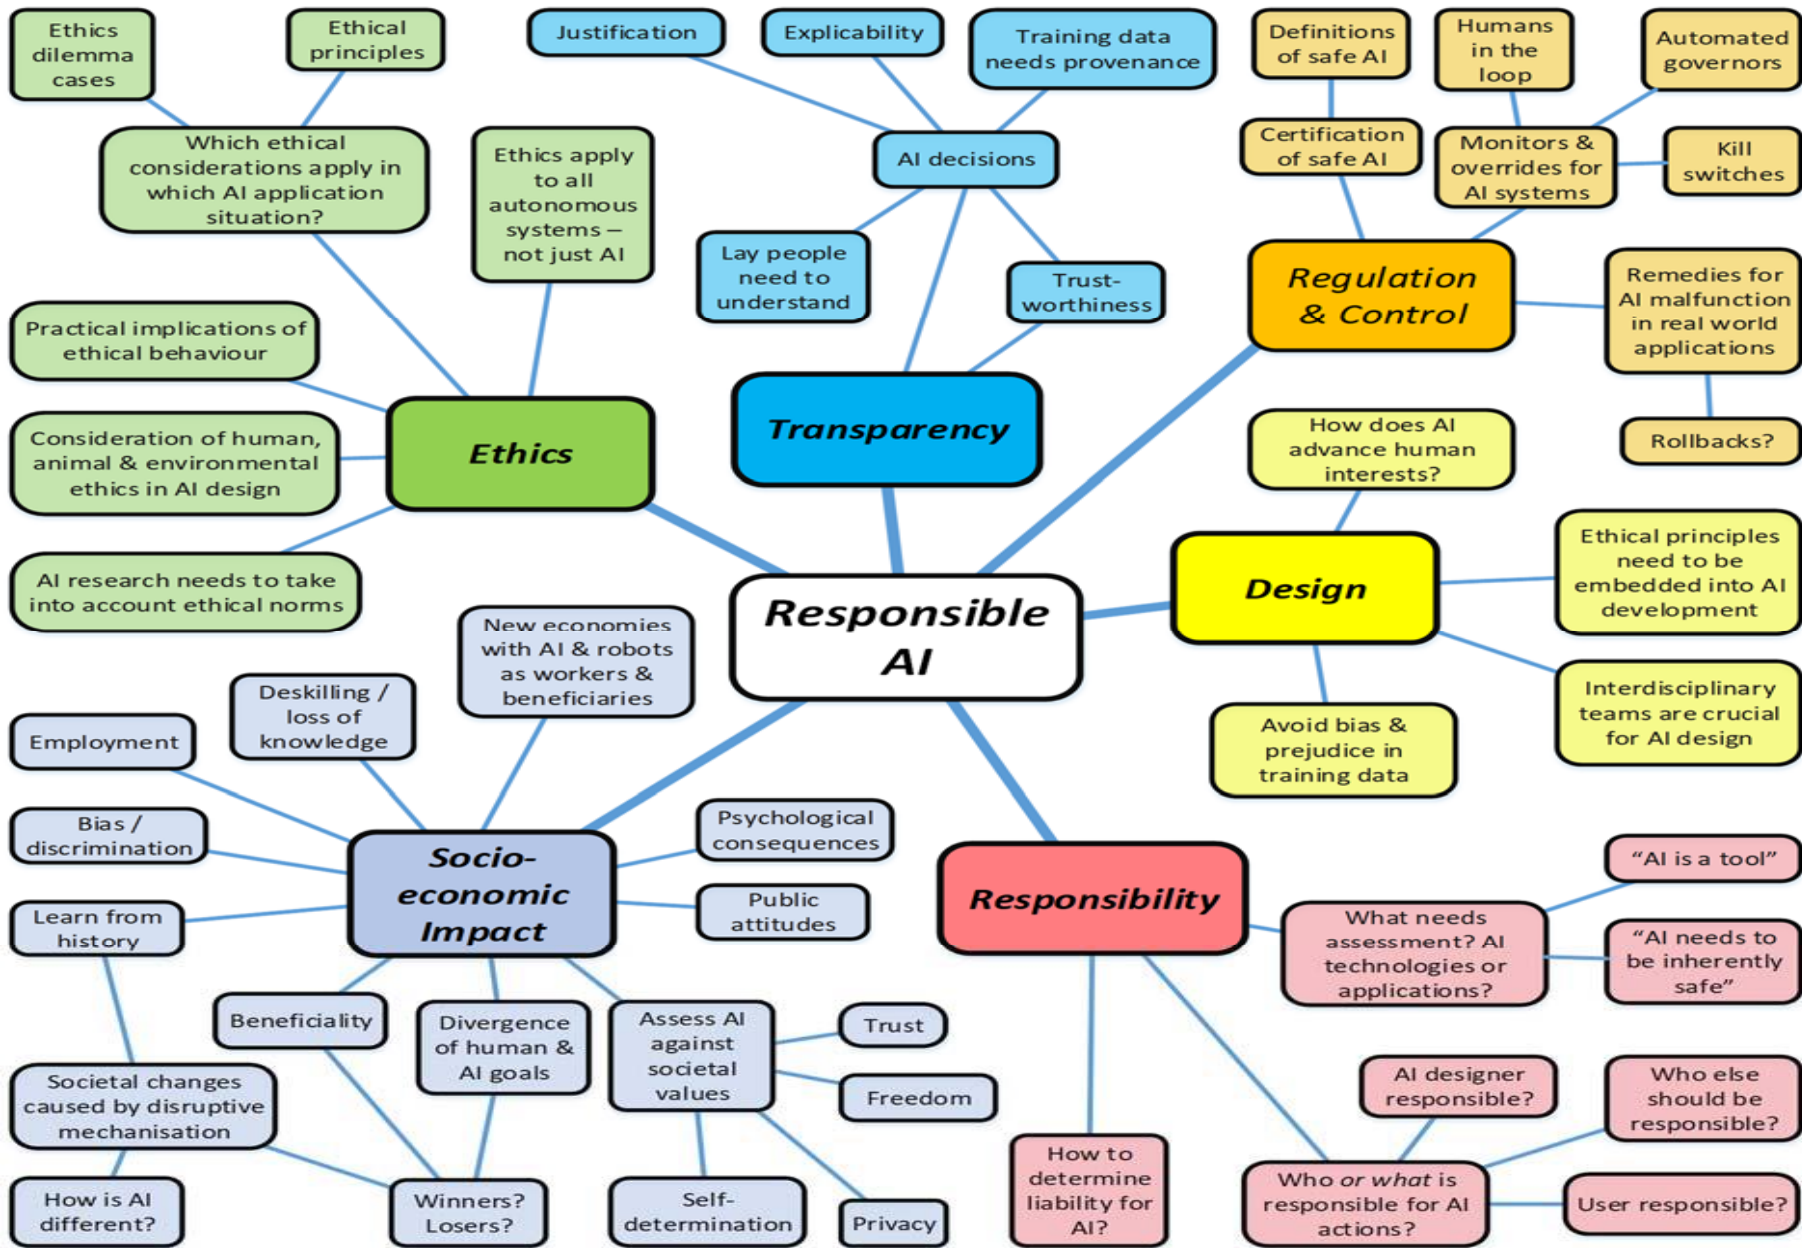 Ethics
dilemma
cases
Ethical
principles
Justification
Explicability
Training data
needs provenance
Definitions
of safe AI
Humans
in the
loop
Automated
governors
Which ethical
considerations apply in
which AI application
situation?
Ethics apply
to all
autonomous
systems –
not just AI
AI decisions
Certification
of safe AI
Monitors &
overrides for
AI systems
Kill
switches
Lay people
need to
understand
Trust-
worthiness
Regulation
& Control
Remedies for
AI malfunction
in real world
applications
Practical implications of
ethical behaviour
Ethics
Transparency
How does AI
advance human
interests?
Rollbacks?
Consideration of human,
animal & environmental
ethics in AI design
AI research needs to take
into account ethical norms
Design
Ethical principles
need to be
embedded into AI
development
Responsible
AI
New economies
with AI & robots
as workers &
beneficiaries
Deskilling /
loss of
knowledge
Employment
Avoid bias &
prejudice in
training data
Interdisciplinary
teams are crucial
for AI design
Bias /
discrimination
Socio-
economic
Impact
Psychological
consequences
Public
attitudes
Responsibility
“AI is a tool”
Learn from
history
What needs
assessment? AI
technologies or
applications?
“AI needs to
be inherently
safe”
Beneficiality
Divergence
of human &
AI goals
Assess AI
against
societal
values
Trust
Freedom
Societal changes
caused by disruptive
mechanisation
AI designer
responsible?
Who else
should be
responsible?
How is AI
different?
Winners?
Losers?
Self-
determination
Privacy
How to
determine
liability for
AI?
Who or what is
responsible for AI
actions?
User responsible?